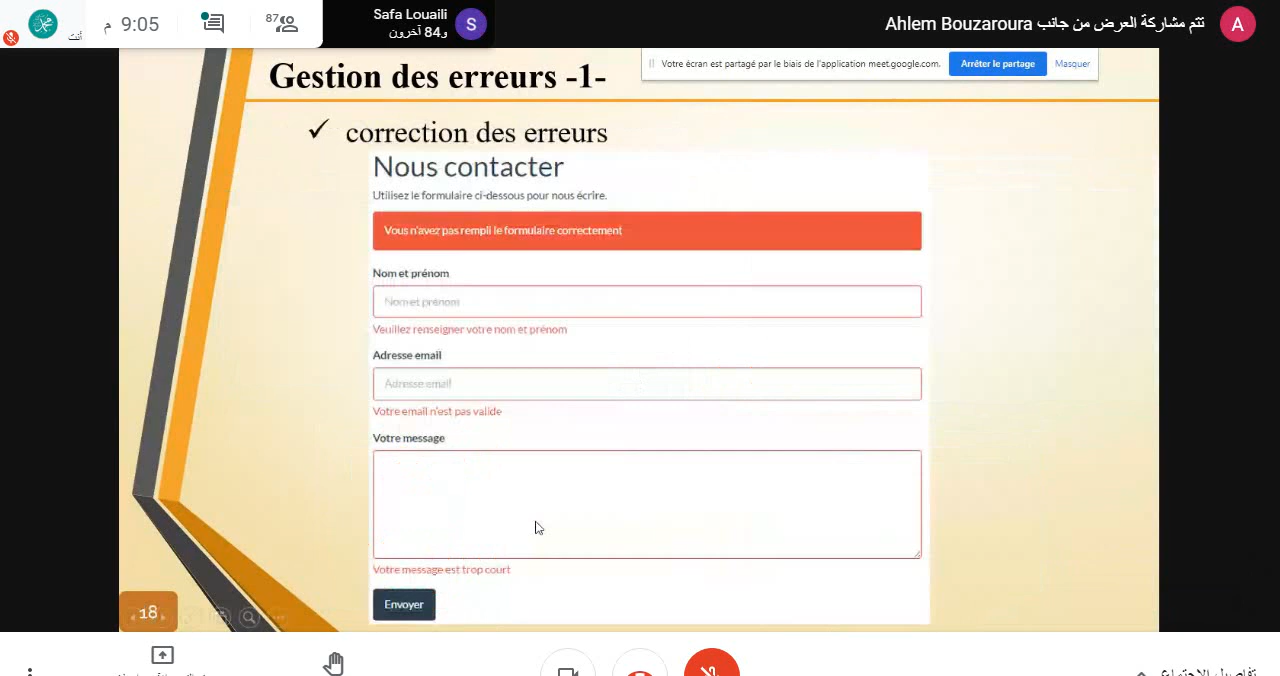 9:05 م
87
أنت
Safa Louaili
و84 آخرون
S
تتم مشاركة العرض من جانب Ahlem Bouzaroura
A
Votre écran est partagé par le biais de l'application meet.google.com.
Arrêter le partage
Masquer
Gestion des erreurs -1-
✓ correction des erreurs
Nous contacter
Utilisez le formulaire ci-dessous pour nous écrire.
Vous n'avez pas rempli le formulaire correctement
Nom et prénom
Nom et prénom
Veuillez renseigner votre nom et prénom
Adresse email
Adresse email
Votre email n'est pas valide
Votre message
Votre message est trop court
Envoyer
18
تفاصيل الاجتماع